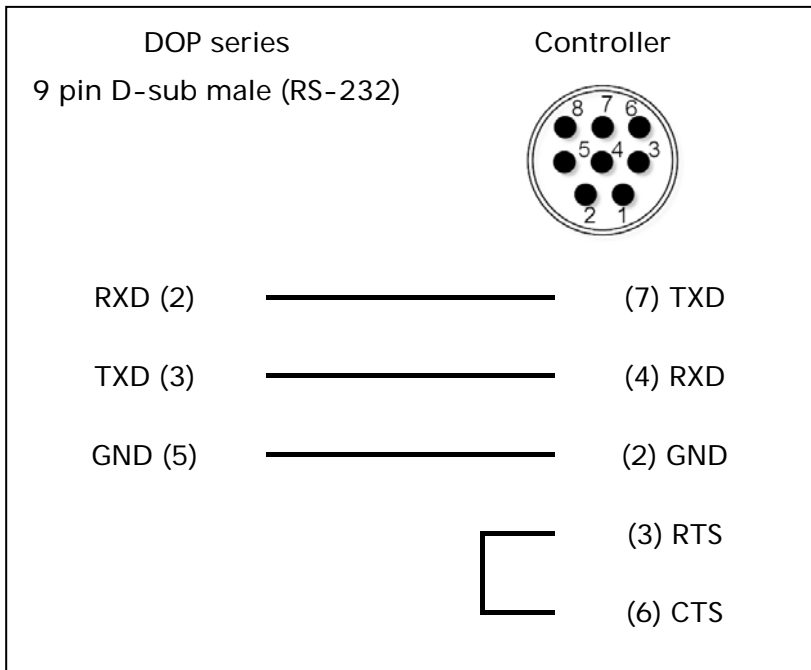 DOP series Controller
9 pin D-sub male (RS-232)
8 7 6
5 4 3
2 1
RXD (2) (7) TXD
TXD (3) (4) RXD
GND (5) (2) GND
(3) RTS
(6) CTS